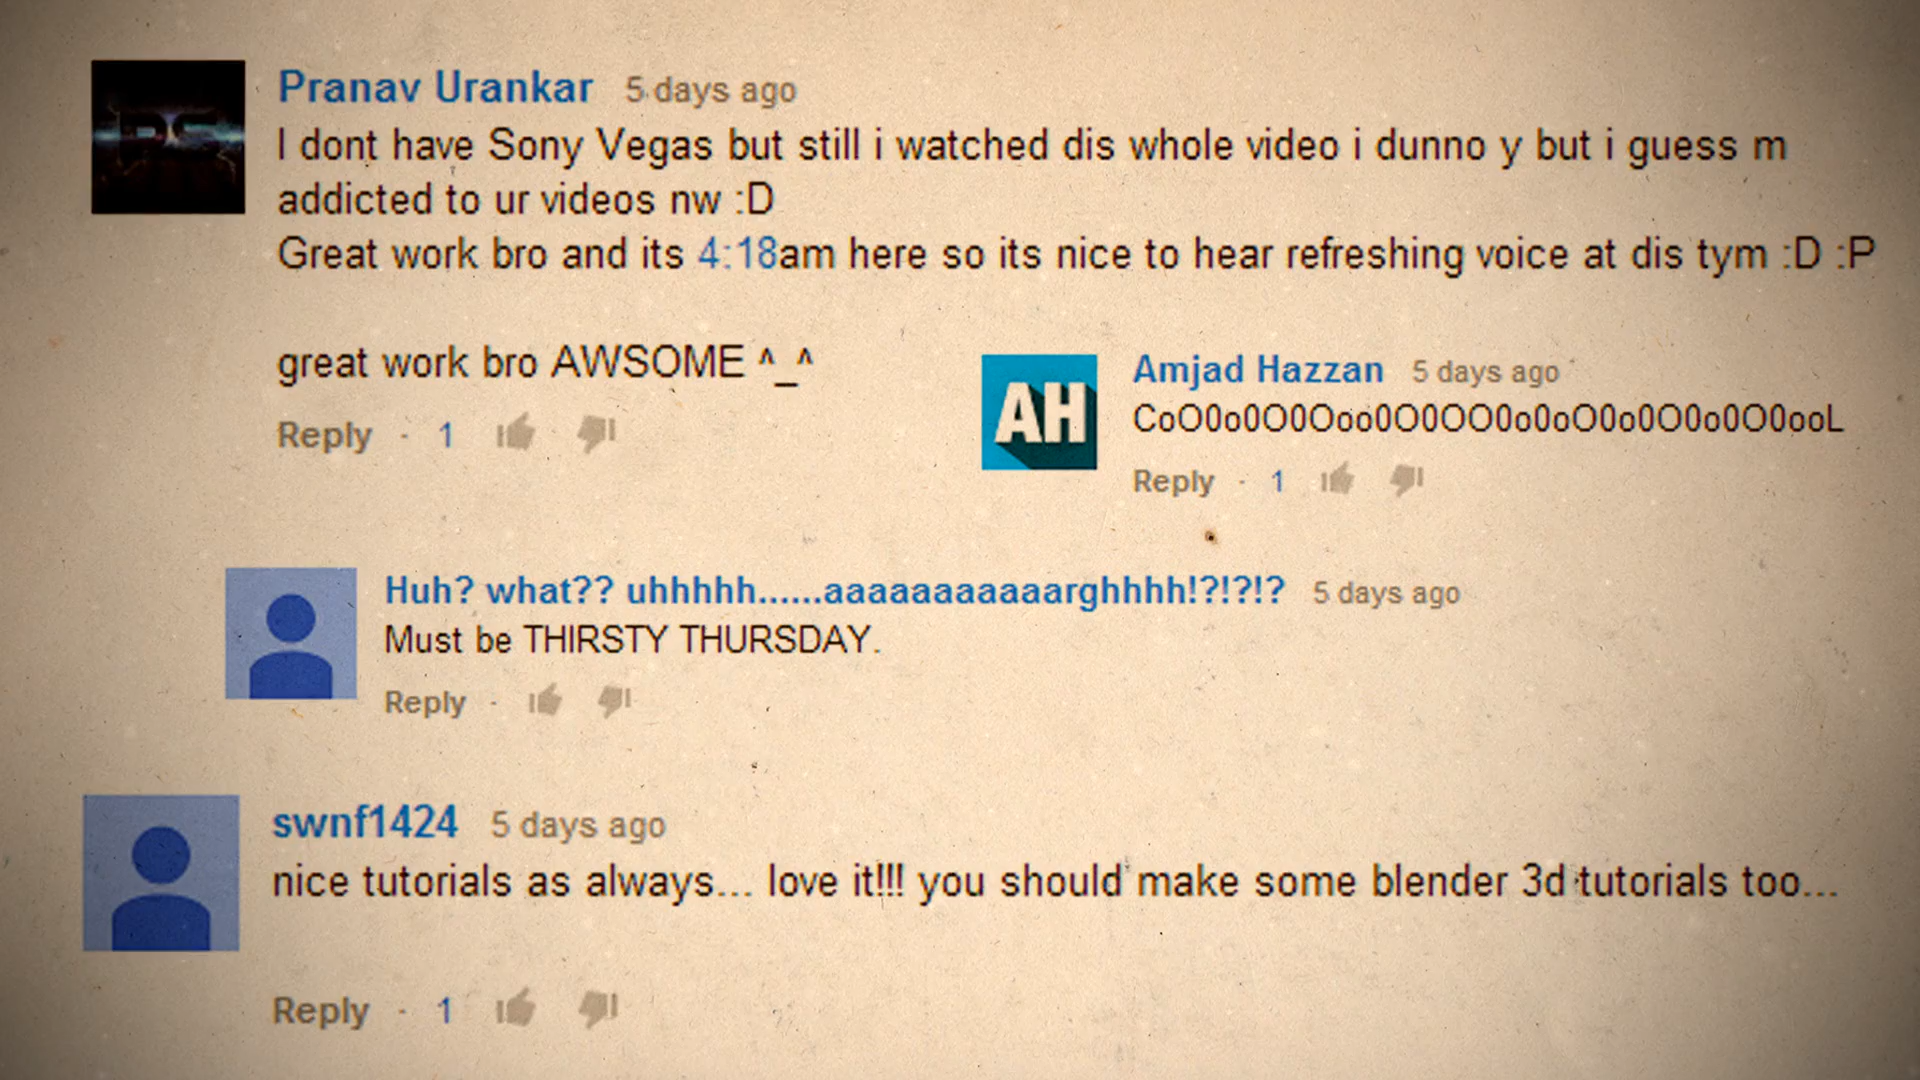 Pranav Urankar 5 days ago
I dont have Sony Vegas but still i watched dis whole video i dunno y but i guess m
addicted to ur videos nw :D
Great work bro and its 4:18am here so its nice to hear refreshing voice at dis tym :D :P
great work bro AWSOME ^_^
Reply · 1
AH
Amjad Hazzan 5 days ago
CoO0o0O0Ooo0O0OO0o0oO0o0O0o0O0ooL
Reply · 1
Huh? what?? uhhhhh......aaaaaaaaaaaarghhhh!?!?!? 5 days ago
Must be THIRSTY THURSDAY.
Reply ·
swnf1424 5 days ago
nice tutorials as always... love it!!! you should make some blender 3d tutorials too...
Reply · 1